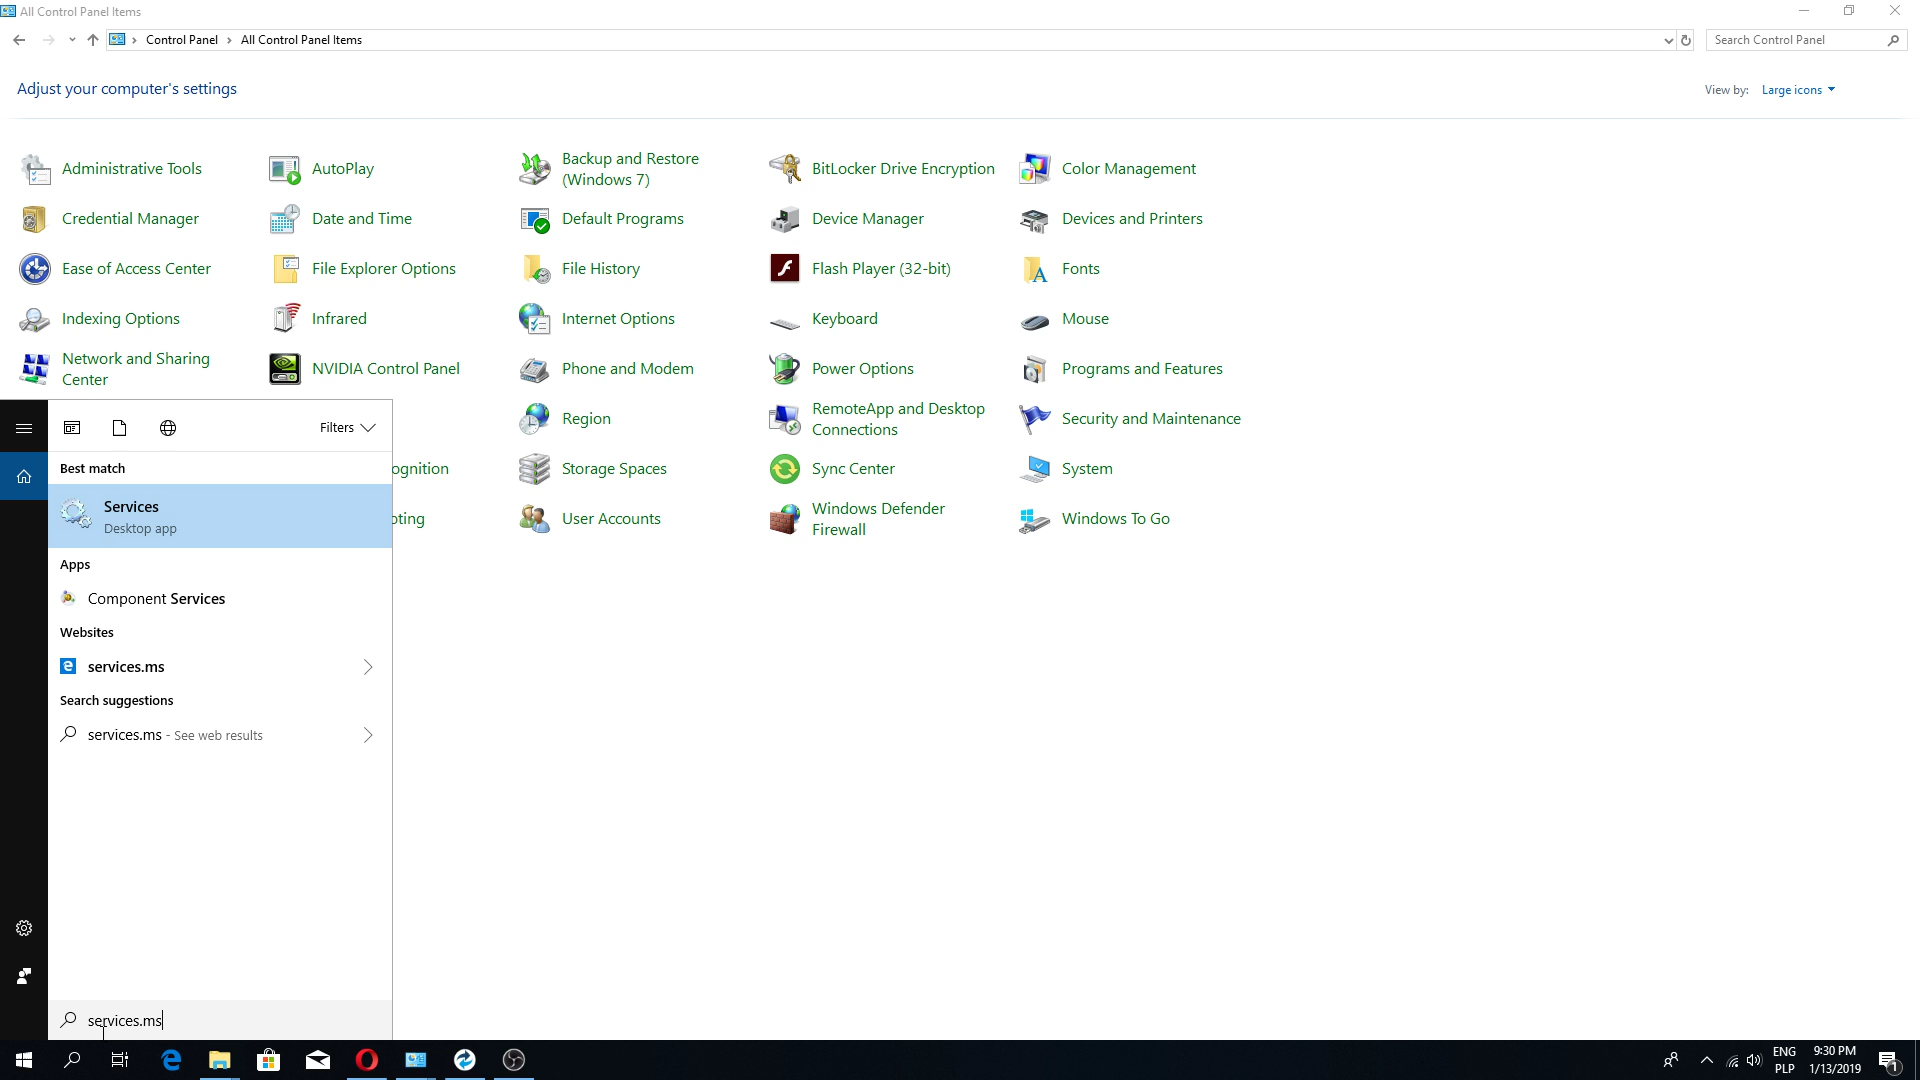 All Control Panel Items
Control Panel > All Control Panel Items
Search Control Panel
Adjust your computer's settings
View by: Large icons
Administrative Tools
AutoPlay
Backup and Restore
(Windows 7)
BitLocker Drive Encryption
Color Management
Credential Manager
Date and Time
Default Programs
Device Manager
Devices and Printers
Ease of Access Center
File Explorer Options
File History
Flash Player (32-bit)
Fonts
Indexing Options
Infrared
Internet Options
Keyboard
Mouse
Network and Sharing
Center
NVIDIA Control Panel
Phone and Modem
Power Options
Programs and Features
Region
RemoteApp and Desktop
Connections
Security and Maintenance
ognition
Storage Spaces
Sync Center
System
oting
User Accounts
Windows Defender
Firewall
Windows To Go
Filters
Best match
Services
Desktop app
Apps
Component Services
Websites
services.ms
Search suggestions
services.ms - See web results
services.ms
ENG
PLP
9:30 PM
1/13/2019
1